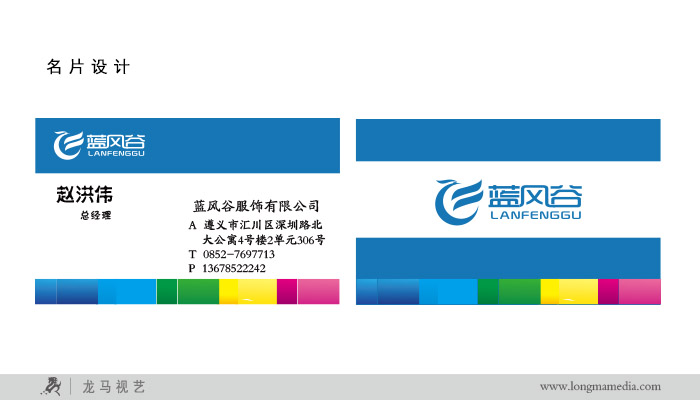 名片设计
蓝风谷
LANFENGGU
赵洪伟
总经理
蓝风谷服饰有限公司
A 遵义市汇川区深圳路北
大公寓4号楼2单元306号
T 0852-7697713
P 13678522242
蓝风谷
LANFENGGU
龙马视艺
www.longmamedia.com